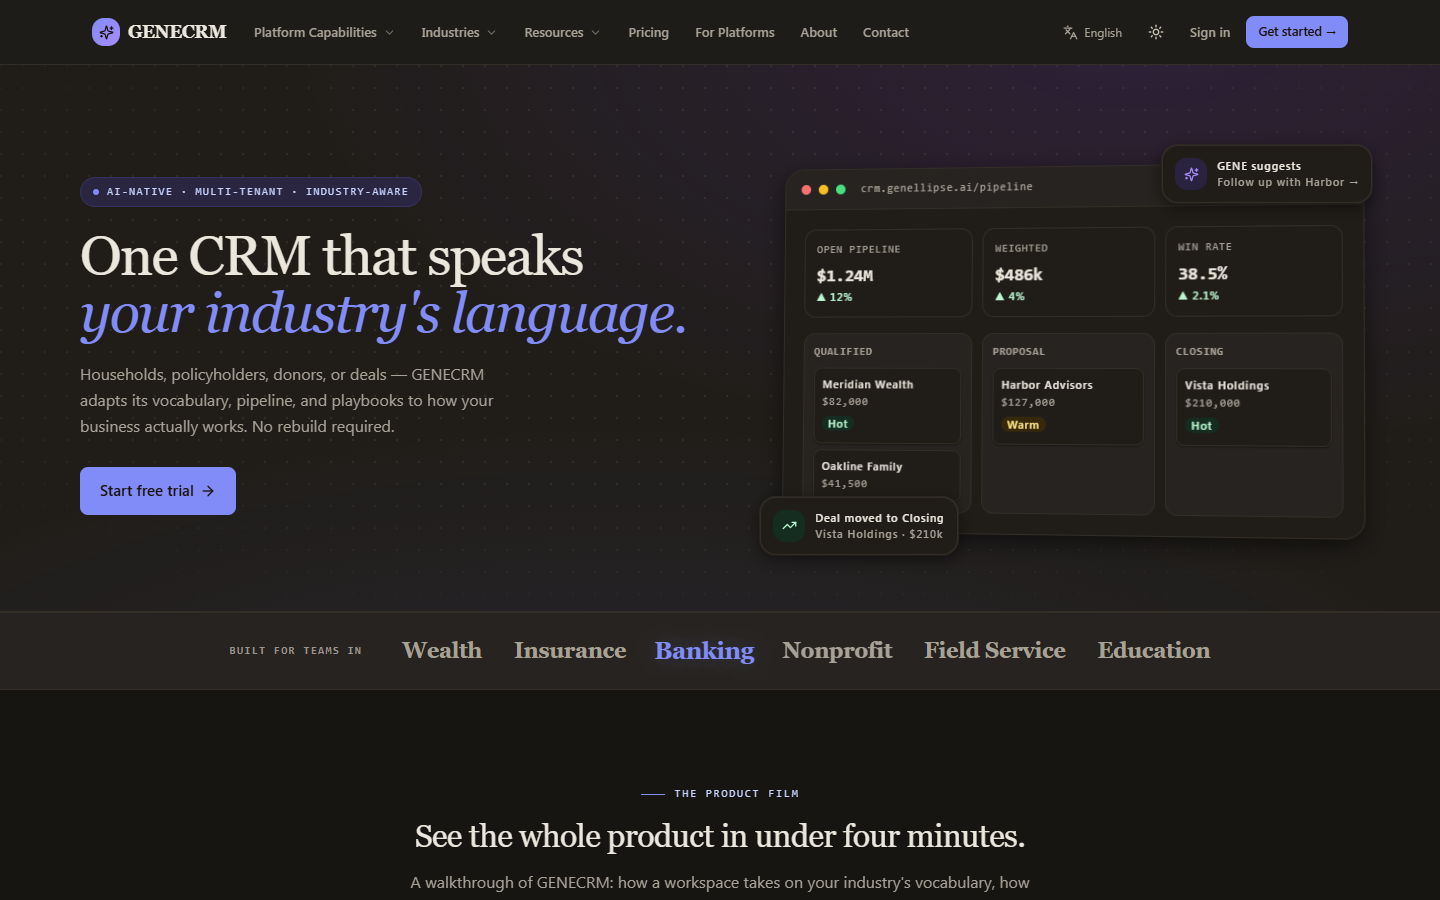 GENECRM
Platform Capabilities
Industries
Resources
Pricing
For Platforms
About
Contact
English
Sign in
Get started →
AI-NATIVE · MULTI-TENANT · INDUSTRY-AWARE
One CRM that speaks
your industry's language.
Households, policyholders, donors, or deals — GENECRM
adapts its vocabulary, pipeline, and playbooks to how your
business actually works. No rebuild required.
Start free trial →
crm.genellipse.ai/pipeline
GENE suggests
Follow up with Harbor →
OPEN PIPELINE
$1.24M
▲ 12%
WEIGHTED
$486k
▲ 4%
WIN RATE
38.5%
▲ 2.1%
QUALIFIED
Meridian Wealth
$82,000
Hot
Oakline Family
$41,500
PROPOSAL
Harbor Advisors
$127,000
Warm
CLOSING
Vista Holdings
$210,000
Hot
Deal moved to Closing
Vista Holdings · $210k
BUILT FOR TEAMS IN
Wealth
Insurance
Banking
Nonprofit
Field Service
Education
THE PRODUCT FILM
See the whole product in under four minutes.
A walkthrough of GENECRM: how a workspace takes on your industry's vocabulary, how